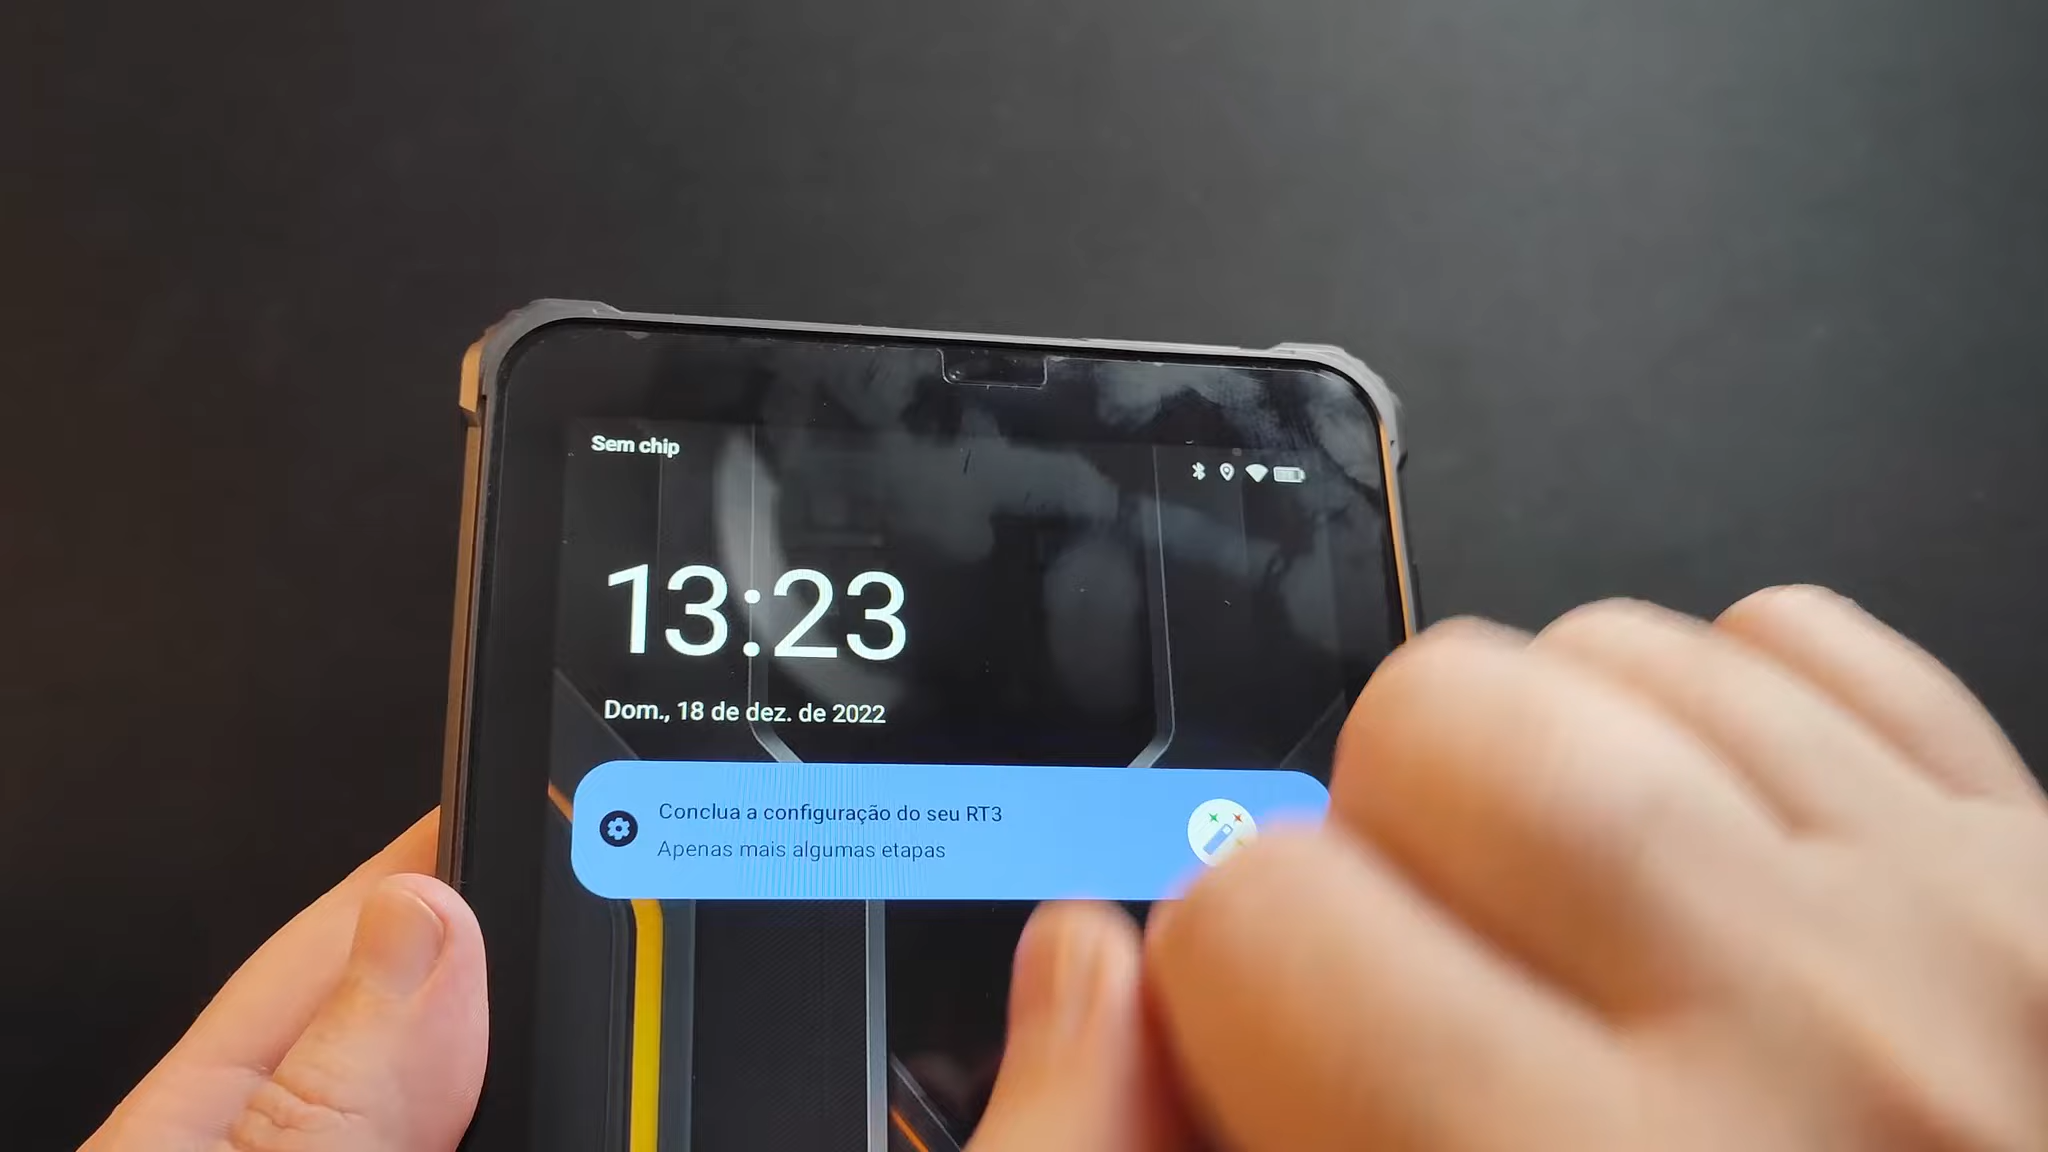 Sem chip
13:23
Dom., 18 de dez. de 2022
Conclua a configuração do seu RT3
Apenas mais algumas etapas